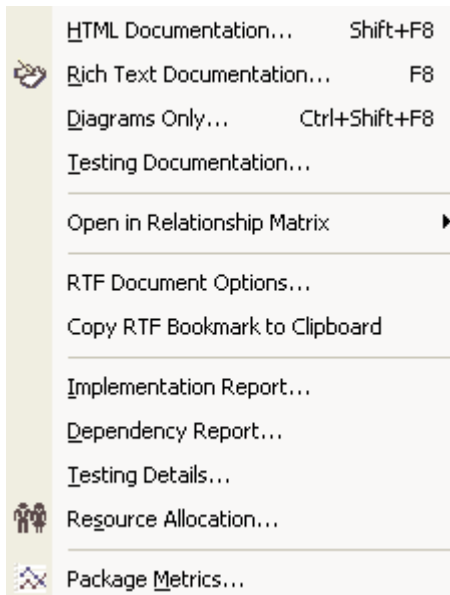 HTML Documentation... Shift+F8
Rich Text Documentation... F8
Diagrams Only... Ctrl+Shift+F8
Testing Documentation...
Open in Relationship Matrix
RTF Document Options...
Copy RTF Bookmark to Clipboard
Implementation Report...
Dependency Report...
Testing Details...
Resource Allocation...
Package Metrics...